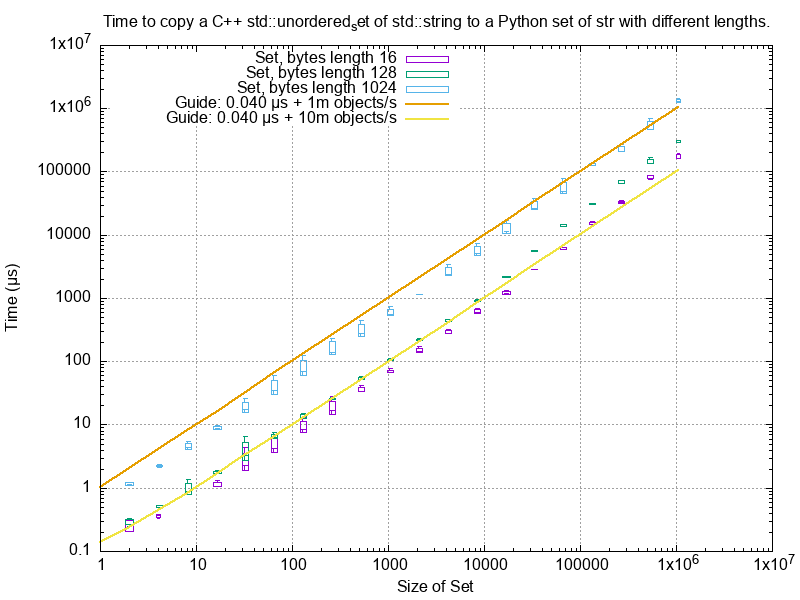 Time to copy a C++ std::unordered_set of std::string to a Python set of str with different lengths.
1x10^7
Set, bytes length 16
Set, bytes length 128
Set, bytes length 1024
Guide: 0.040 µs + 1m objects/s
Guide: 0.040 µs + 10m objects/s
1x10^6
100000
10000
1000
100
10
1
0.1
Time (µs)
1 10 100 1000 10000 100000 1x10^6 1x10^7
Size of Set